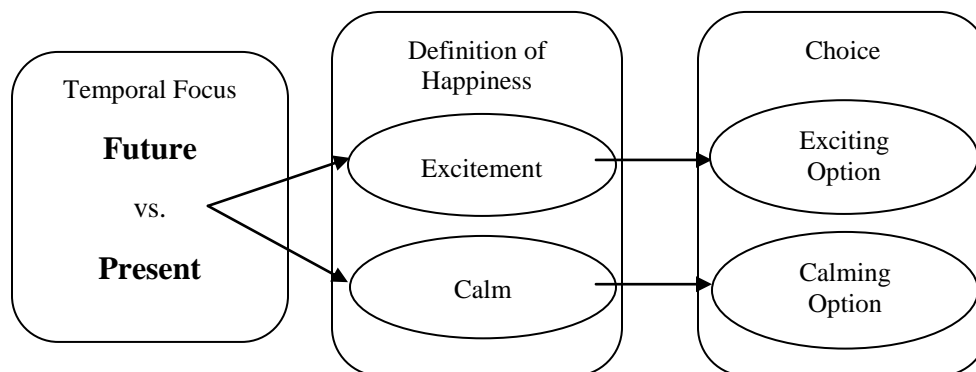 Temporal Focus
Future
vs.
Present
Definition of
Happiness
Excitement
Calm
Choice
Exciting
Option
Calming
Option